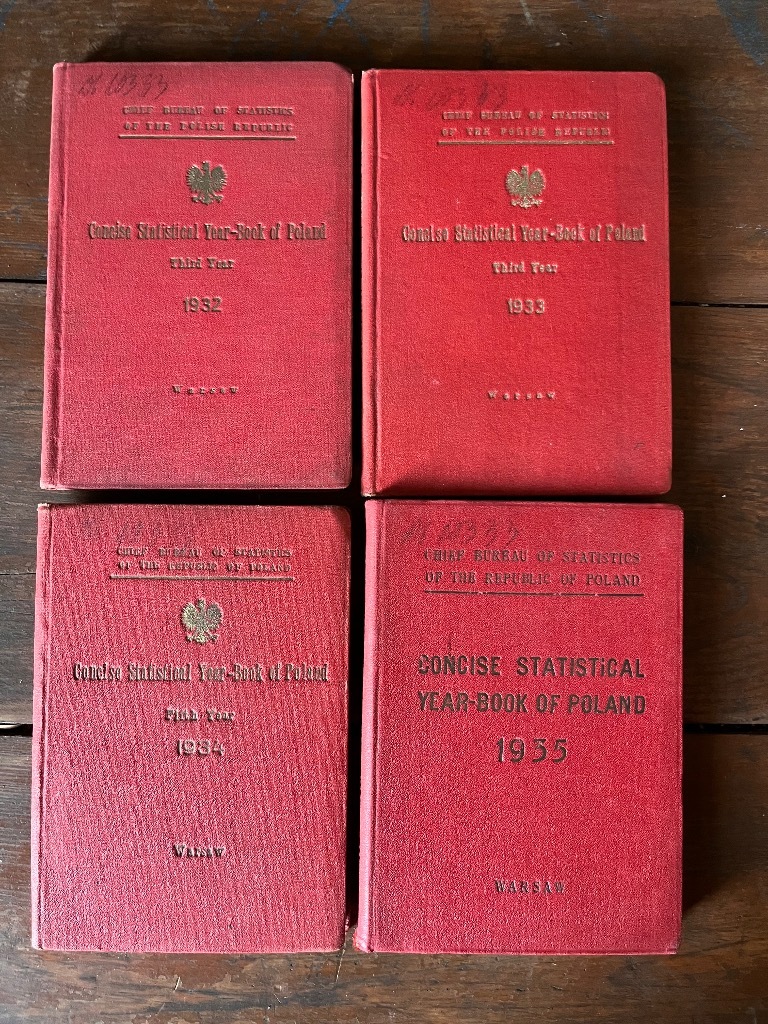 CHIEF BUREAU OF STATISTICS
OF THE POLISH REPUBLIC
Concise Statistical Year-Book of Poland
Third Year
1932
Warsaw
CHIEF BUREAU OF STATISTICS
OF THE POLISH REPUBLIC
Concise Statistical Year-Book of Poland
Third Year
1933
Warsaw
CHIEF BUREAU OF STATISTICS
OF THE REPUBLIC OF POLAND
Concise Statistical Year-Book of Poland
Fifth Year
1934
Warsaw
CHIEF BUREAU OF STATISTICS
OF THE REPUBLIC OF POLAND
CONCISE STATISTiCAL
YEAR-BOOK OF POLAND
1935
WARSAW